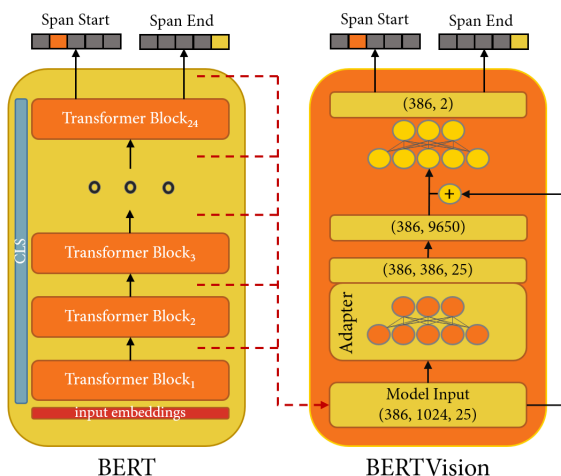 Span Start
Span End
Transformer Block24
Transformer Block3
Transformer Block2
Transformer Block1
CLS
input embeddings
BERT
Span Start
Span End
(386, 2)
+
(386, 9650)
(386, 386, 25)
Adapter
Model Input
(386, 1024, 25)
BERTVision